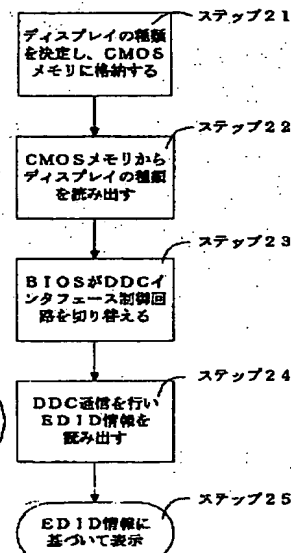 ステップ21
ディスプレイの種類
を決定し、CMOS
メモリに格納する
ステップ22
CMOSメモリから
ディスプレイの種類
を読み出す
ステップ23
BIOSがDDCイ
ンタフェース制御回
路を切り替える
ステップ24
DDC通信を行い
EDID情報を
読み出す
ステップ25
EDID情報に
基づいて表示